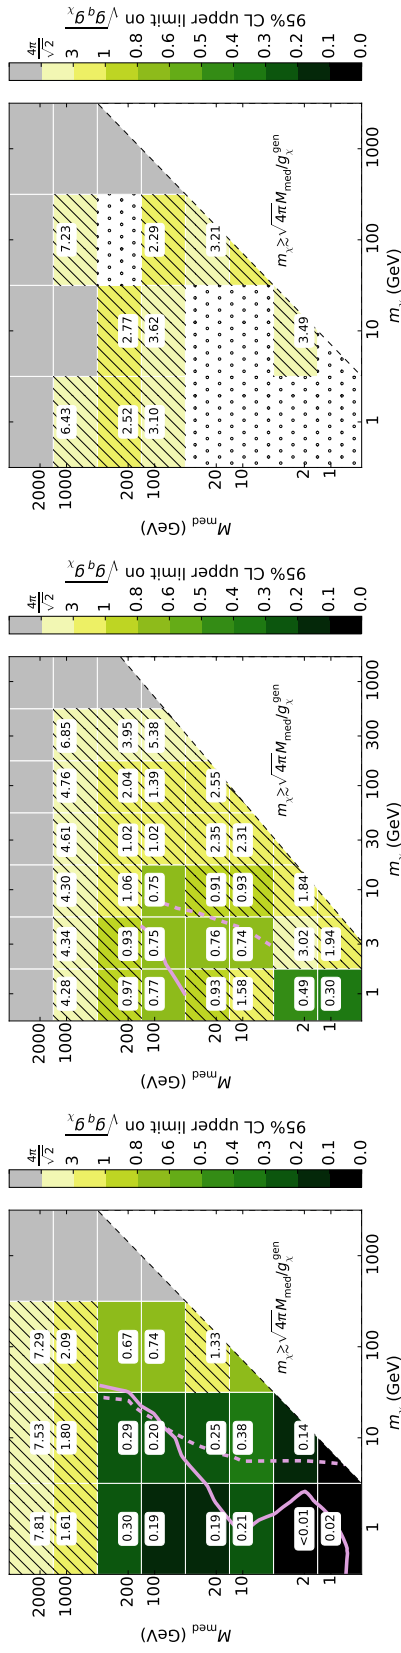 M_med (GeV)
2000 7.81 7.53 7.29
1000 1.61 1.80 2.09
200 0.30 0.29 0.67
100 0.19 0.20 0.74
20 0.19 0.25 1.33
10 0.21 0.38
2 <0.01 0.14
1 0.02
m_χ ≳ √4π M_med/g_χ^gen
1 10 100 1000
m_χ (GeV)
4π/√2
3
1
0.8
0.6
0.5
0.4
0.3
0.2
0.1
0.0
95% CL upper limit on √g_q g_χ
M_med (GeV)
2000
1000 4.28 4.34 4.30 4.61 4.76 6.85
200 0.97 0.93 1.06 1.02 2.04 3.95
100 0.77 0.75 0.75 1.02 1.39 5.38
20 0.93 0.76 0.91 2.35 2.55
10 1.58 0.74 0.93 2.31
2 0.49 3.02 1.84
1 0.30 1.94
m_χ ≳ √4π M_med/g_χ^gen
1 3 10 30 100 300 1000
m_χ (GeV)
4π/√2
3
1
0.8
0.6
0.5
0.4
0.3
0.2
0.1
0.0
95% CL upper limit on √g_q g_χ
M_med (GeV)
2000
1000 6.43 7.23
200 2.52 2.77
100 3.10 3.62 2.29
20 3.21
10
2 3.49
1
m_χ ≳ √4π M_med/g_χ^gen
1 10 100 1000
m_χ (GeV)
4π/√2
3
1
0.8
0.6
0.5
0.4
0.3
0.2
0.1
0.0
95% CL upper limit on √g_q g_χ